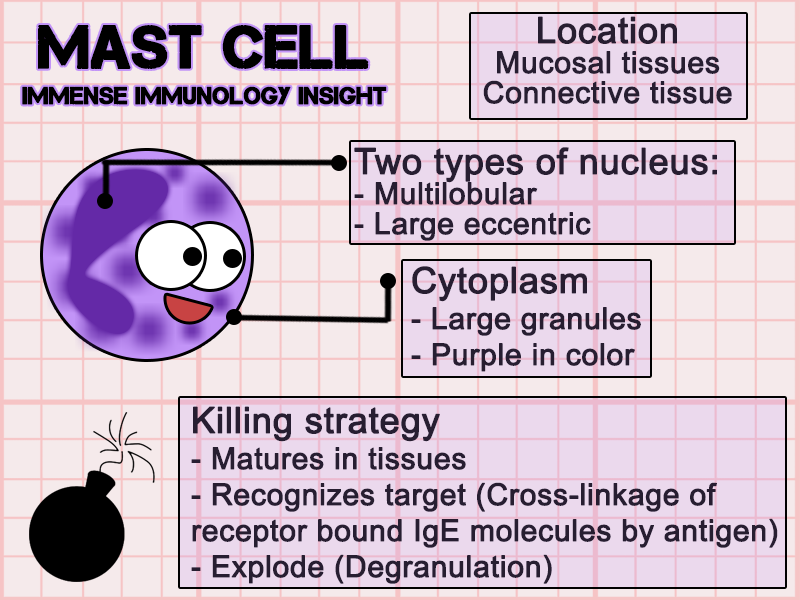 MAST CELL
IMMENSE IMMUNOLOGY INSIGHT
Location
Mucosal tissues
Connective tissue
Two types of nucleus:
- Multilobular
- Large eccentric
Cytoplasm
- Large granules
- Purple in color
Killing strategy
- Matures in tissues
- Recognizes target (Cross-linkage of
receptor bound IgE molecules by antigen)
- Explode (Degranulation)